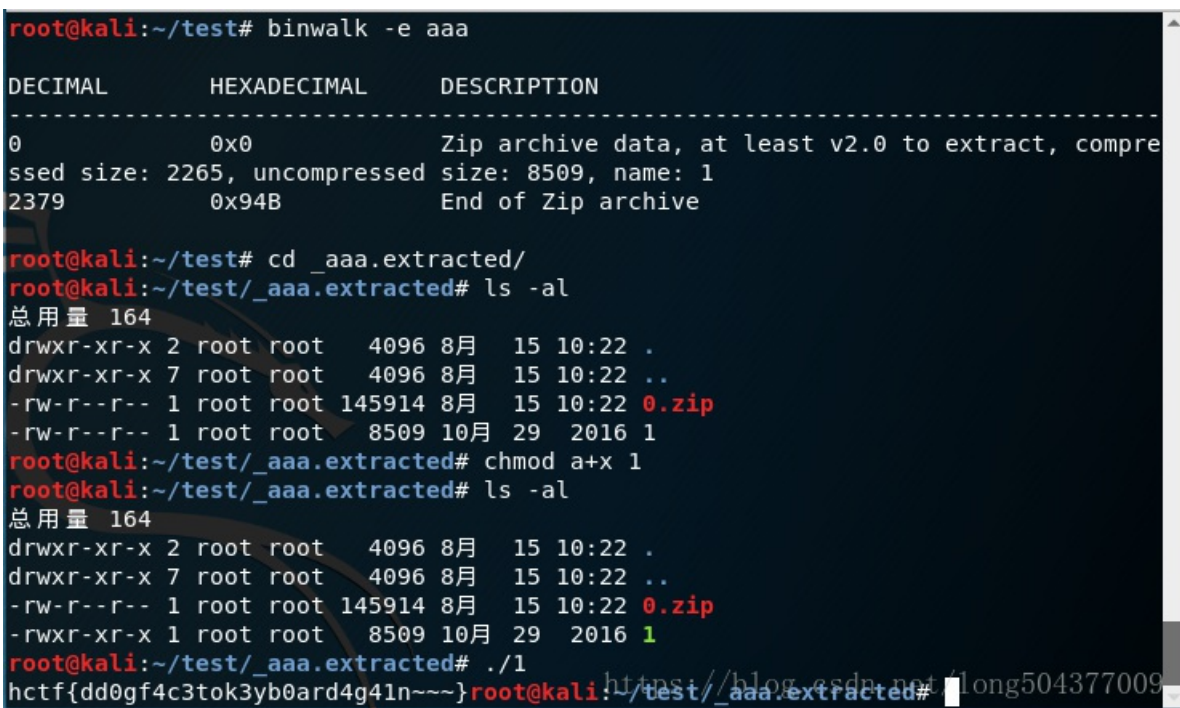 root@kali:~/test# binwalk -e aaa
DECIMAL       HEXADECIMAL     DESCRIPTION
--------------------------------------------------------------------------------
0             0x0             Zip archive data, at least v2.0 to extract, compre
ssed size: 2265, uncompressed size: 8509, name: 1
2379          0x94B           End of Zip archive
root@kali:~/test# cd _aaa.extracted/
root@kali:~/test/_aaa.extracted# ls -al
总用量 164
drwxr-xr-x 2 root root   4096 8月   15 10:22 .
drwxr-xr-x 7 root root   4096 8月   15 10:22 ..
-rw-r--r-- 1 root root 145914 8月   15 10:22 0.zip
-rw-r--r-- 1 root root   8509 10月  29  2016 1
root@kali:~/test/_aaa.extracted# chmod a+x 1
root@kali:~/test/_aaa.extracted# ls -al
总用量 164
drwxr-xr-x 2 root root   4096 8月   15 10:22 .
drwxr-xr-x 7 root root   4096 8月   15 10:22 ..
-rw-r--r-- 1 root root 145914 8月   15 10:22 0.zip
-rwxr-xr-x 1 root root   8509 10月  29  2016 1
root@kali:~/test/_aaa.extracted# ./1
hctf{dd0gf4c3tok3yb0ard4g41n~~~}root@kali:~/test/_aaa.extracted#
https://blog.csdn.net/long504377009